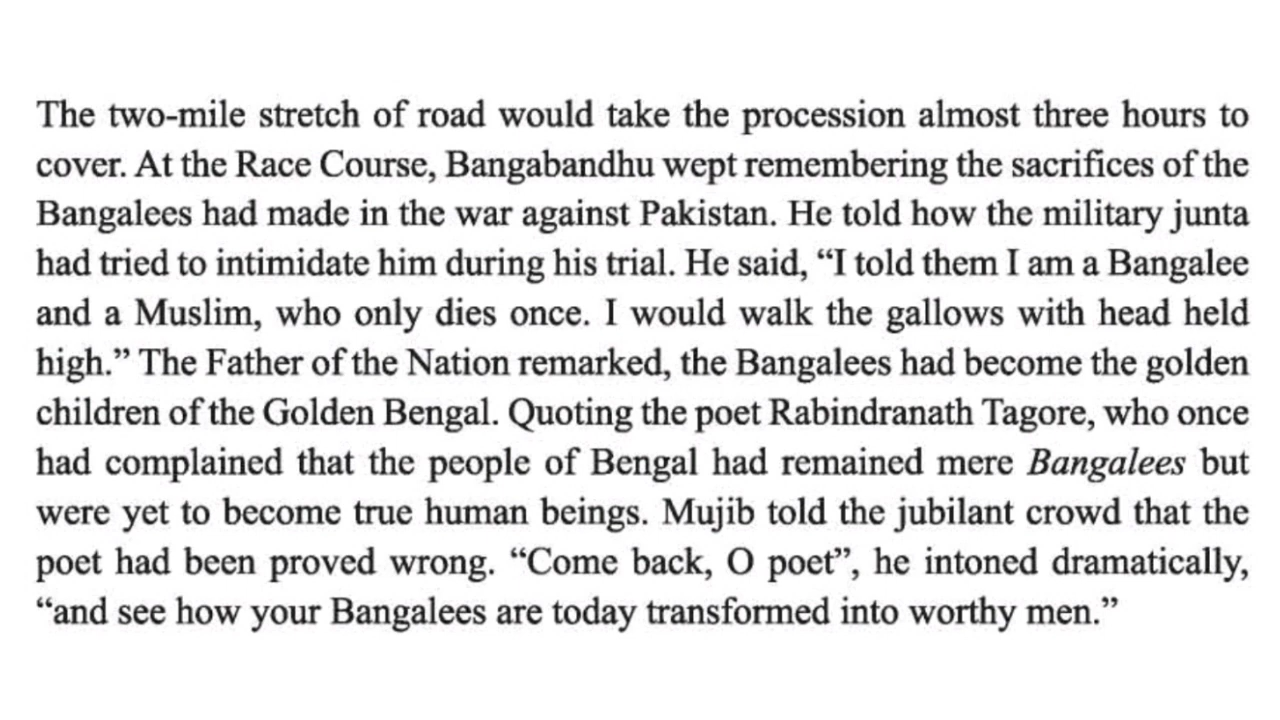 The two-mile stretch of road would take the procession almost three hours to
cover. At the Race Course, Bangabandhu wept remembering the sacrifices of the
Bangalees had made in the war against Pakistan. He told how the military junta
had tried to intimidate him during his trial. He said, “I told them I am a Bangalee
and a Muslim, who only dies once. I would walk the gallows with head held
high.” The Father of the Nation remarked, the Bangalees had become the golden
children of the Golden Bengal. Quoting the poet Rabindranath Tagore, who once
had complained that the people of Bengal had remained mere Bangalees but
were yet to become true human beings. Mujib told the jubilant crowd that the
poet had been proved wrong. “Come back, O poet”, he intoned dramatically,
“and see how your Bangalees are today transformed into worthy men.”